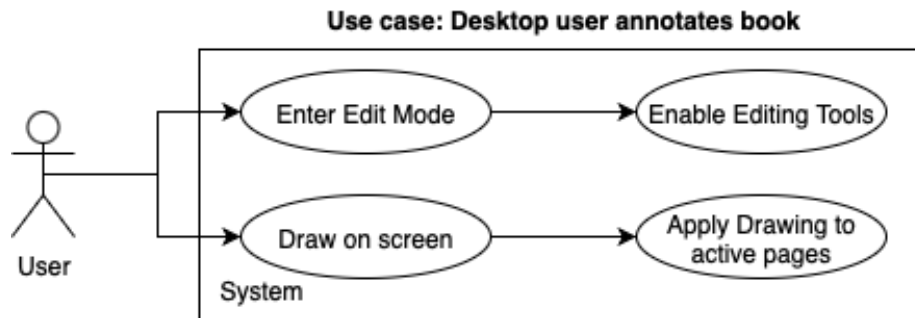 Use case: Desktop user annotates book
Enter Edit Mode
Enable Editing Tools
Draw on screen
Apply Drawing to
active pages
User
System